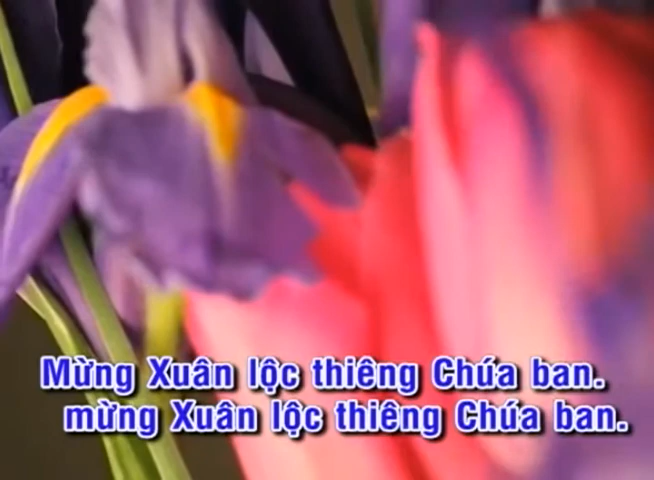 Mừng Xuân lộc thiêng Chúa ban.
mừng Xuân lộc thiêng Chúa ban.